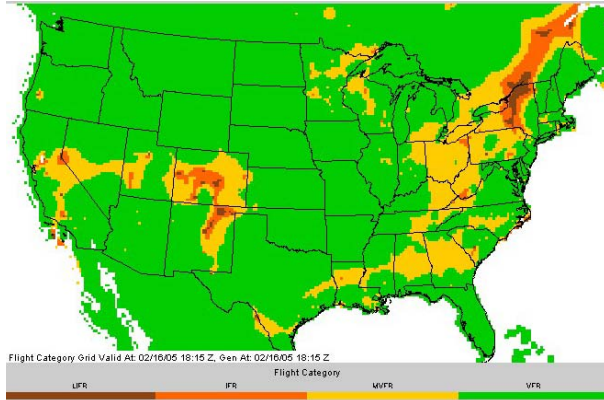 Flight Category Grid Valid At: 02/16/05 18:15 Z, Gen At: 02/16/05 18:15 Z
Flight Category
LIFR IFR MVFR VFR